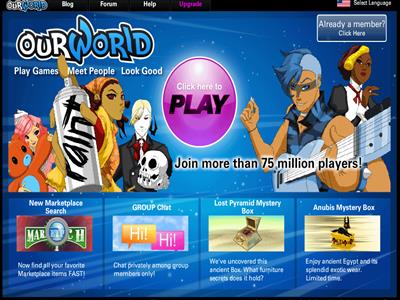 OURWORLD
Blog Forum Help Upgrade
Select Language
OURWORLD
Play Games Meet People Look Good
Already a member?
Click Here
Click here to
PLAY
Paint
Join more than 75 million players!
New Marketplace
Search
MARKETPLACE SEARCH
Now find all your favorite
Marketplace items FAST!
GROUP Chat
Hi! Hi!
Chat privately among group
members only!
Lost Pyramid Mystery
Box
We've uncovered this
ancient Box. What furniture
secrets does it hold?
Anubis Mystery Box
Enjoy ancient Egypt and its
splendid exotic wear.
Limited time.